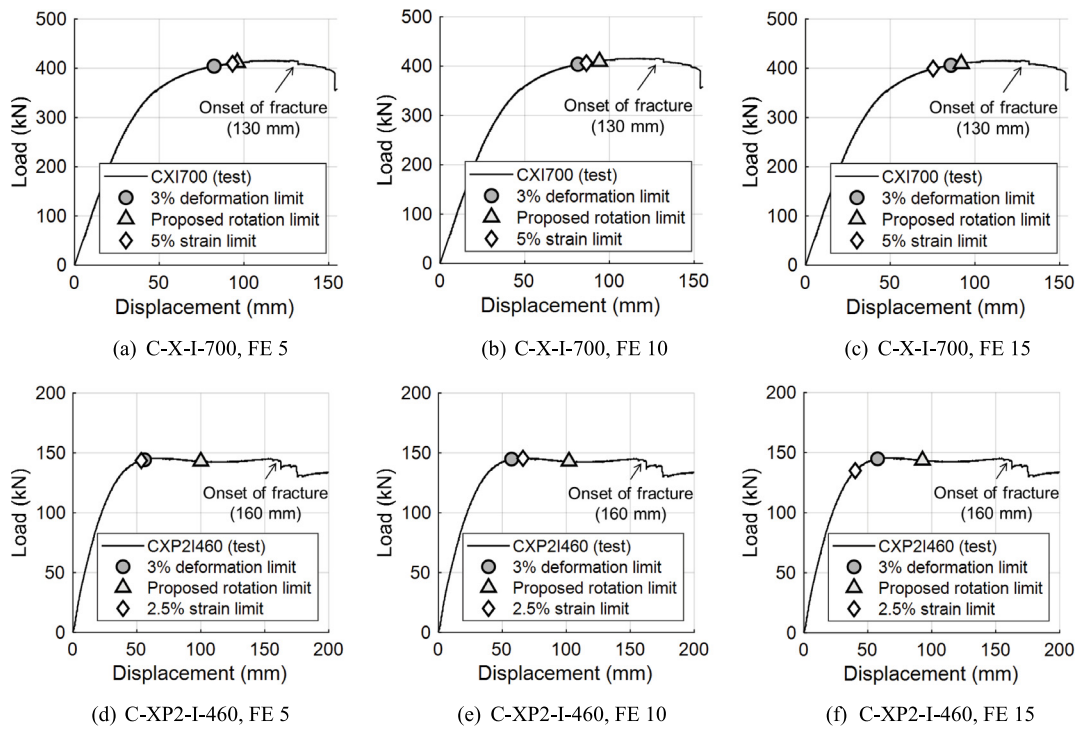 500
400
300
200
100
0
Load (kN)
Onset of fracture
(130 mm)
CXI700 (test)
3% deformation limit
Proposed rotation limit
5% strain limit
0 50 100 150
Displacement (mm)
(a) C-X-I-700, FE 5
500
400
300
200
100
0
Load (kN)
Onset of fracture
(130 mm)
CXI700 (test)
3% deformation limit
Proposed rotation limit
5% strain limit
0 50 100 150
Displacement (mm)
(b) C-X-I-700, FE 10
500
400
300
200
100
0
Load (kN)
Onset of fracture
(130 mm)
CXI700 (test)
3% deformation limit
Proposed rotation limit
5% strain limit
0 50 100 150
Displacement (mm)
(c) C-X-I-700, FE 15
200
150
100
50
0
Load (kN)
Onset of fracture
(160 mm)
CXP2I460 (test)
3% deformation limit
Proposed rotation limit
2.5% strain limit
0 50 100 150 200
Displacement (mm)
(d) C-XP2-I-460, FE 5
200
150
100
50
0
Load (kN)
Onset of fracture
(160 mm)
CXP2I460 (test)
3% deformation limit
Proposed rotation limit
2.5% strain limit
0 50 100 150 200
Displacement (mm)
(e) C-XP2-I-460, FE 10
200
150
100
50
0
Load (kN)
Onset of fracture
(160 mm)
CXP2I460 (test)
3% deformation limit
Proposed rotation limit
2.5% strain limit
0 50 100 150 200
Displacement (mm)
(f) C-XP2-I-460, FE 15